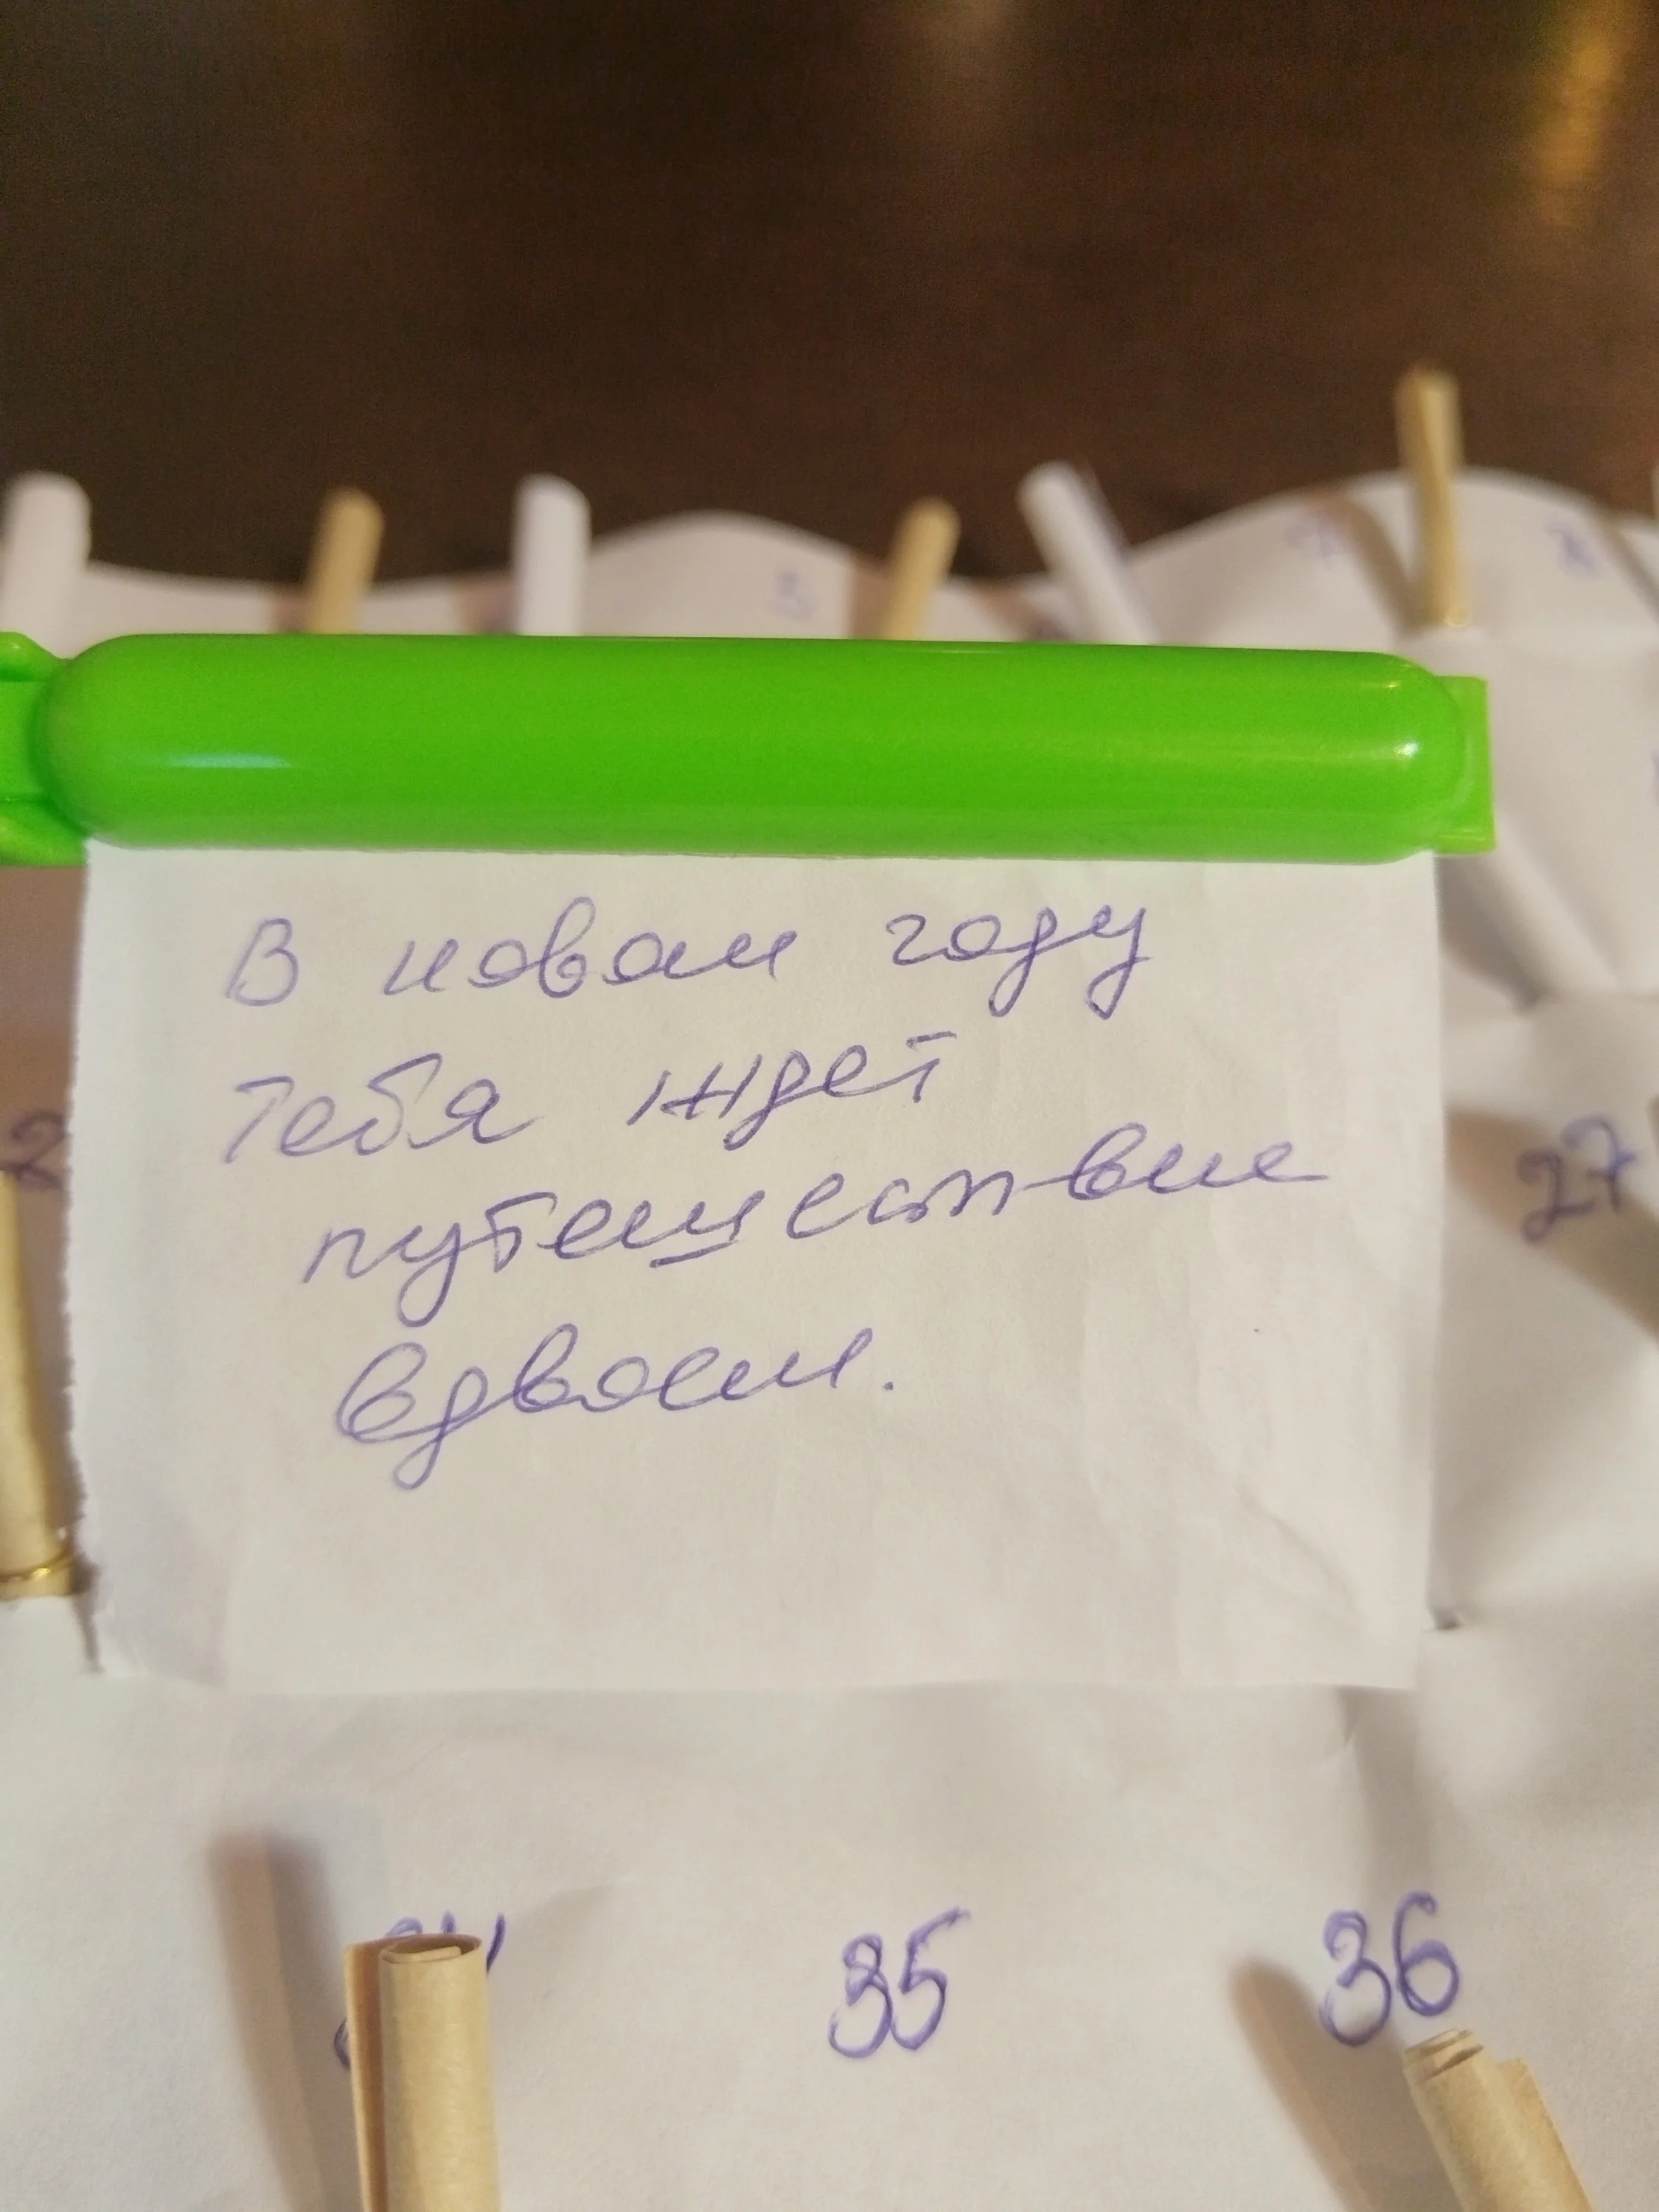 В новом году
тебя ждет
путешествие
вдвоем.
27
35
36